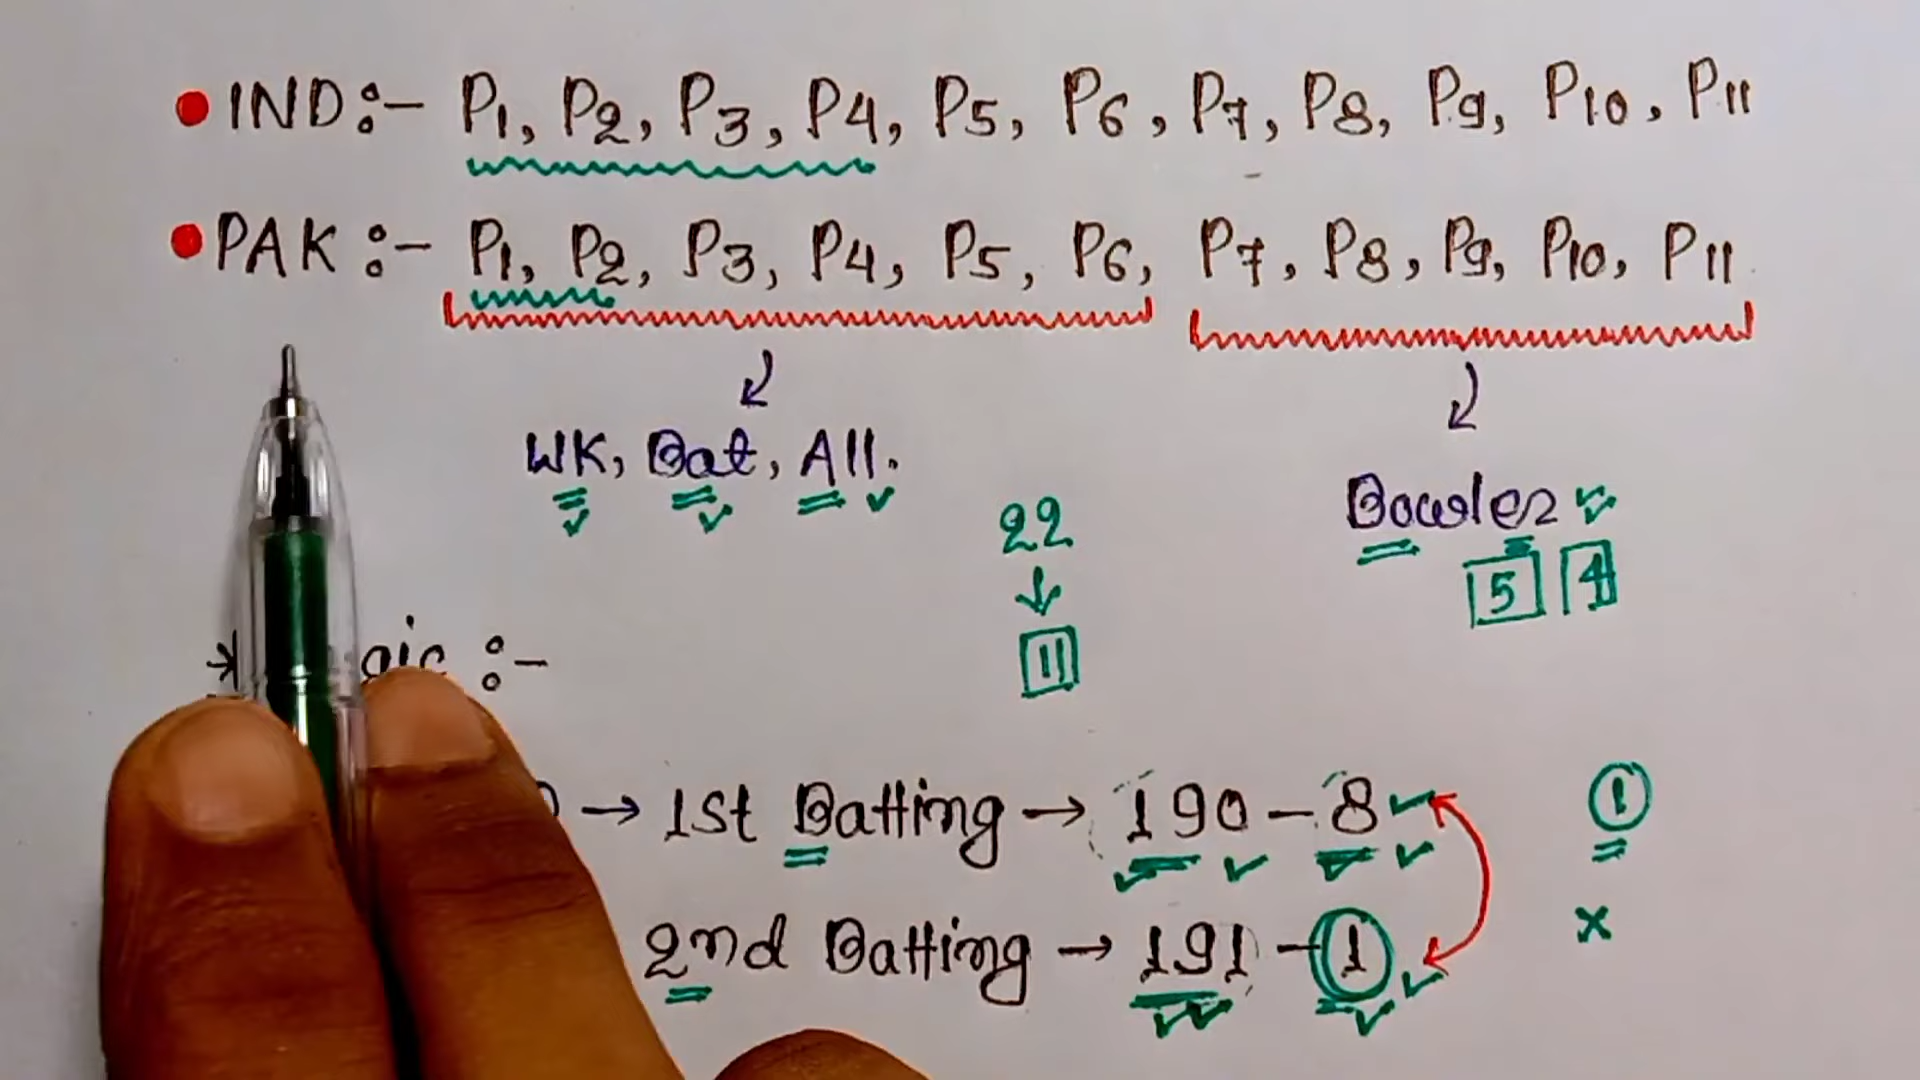 IND:- P1, P2, P3, P4, P5, P6, P7, P8, P9, P10, P11
PAK:- P1, P2, P3, P4, P5, P6, P7, P8, P9, P10, P11
WK, Bat, All.
Bowler
22
5 4
11
:-
→ 1st Batting → 190-8
1
2nd Batting → 191-1
x